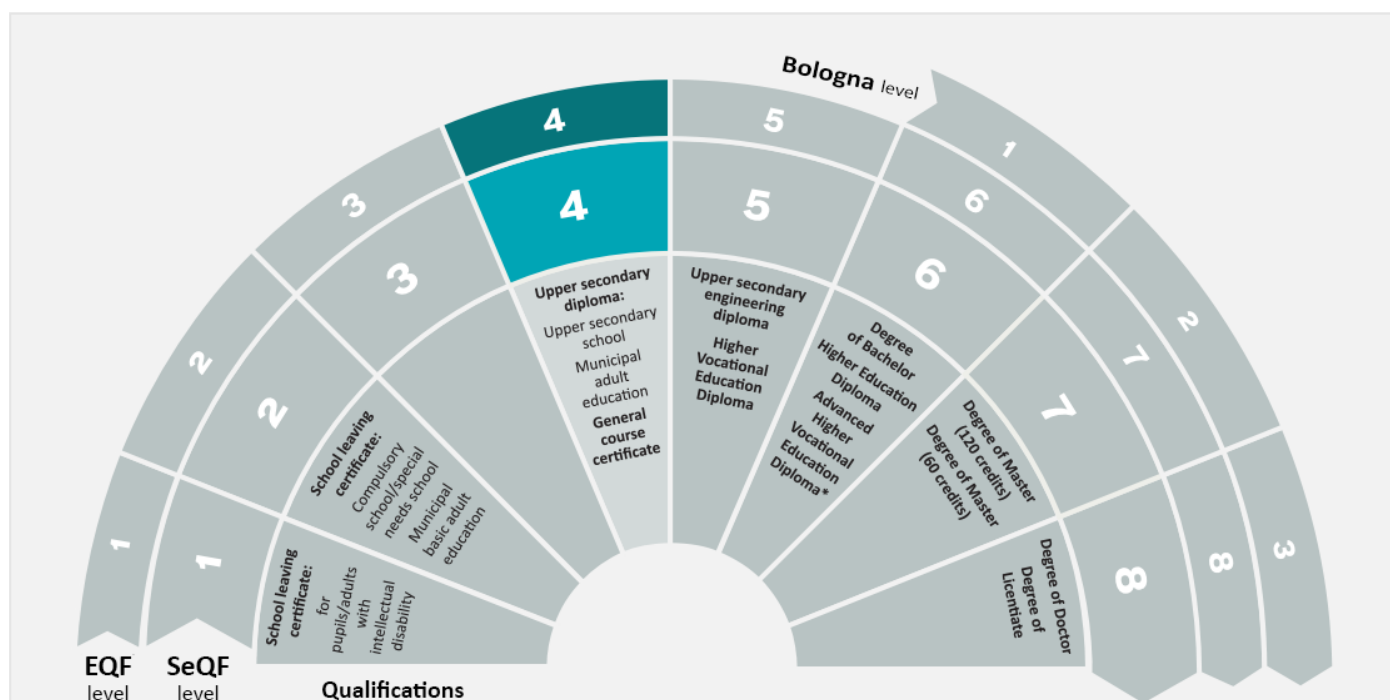 Bologna level
1
2
3
4
5
6
7
8
1
2
3
1
2
3
4
5
6
7
8
School leaving
certificate:
for
pupils/adults
with
intellectual
disability
School leaving
certificate:
Compulsory
school/special
needs school
Municipal
basic adult
education
Upper secondary
diploma:
Upper secondary
school
Municipal
adult
education
General
course
certificate
Upper secondary
engineering
diploma
Higher
Vocational
Education
Diploma
Degree
of Bachelor
Higher Education
Diploma
Advanced
Higher
Vocational
Education
Diploma*
Degree of Master
(120 credits)
Degree of Master
(60 credits)
Degree of Doctor
Degree of
Licentiate
EQF
level
SeQF
level
Qualifications